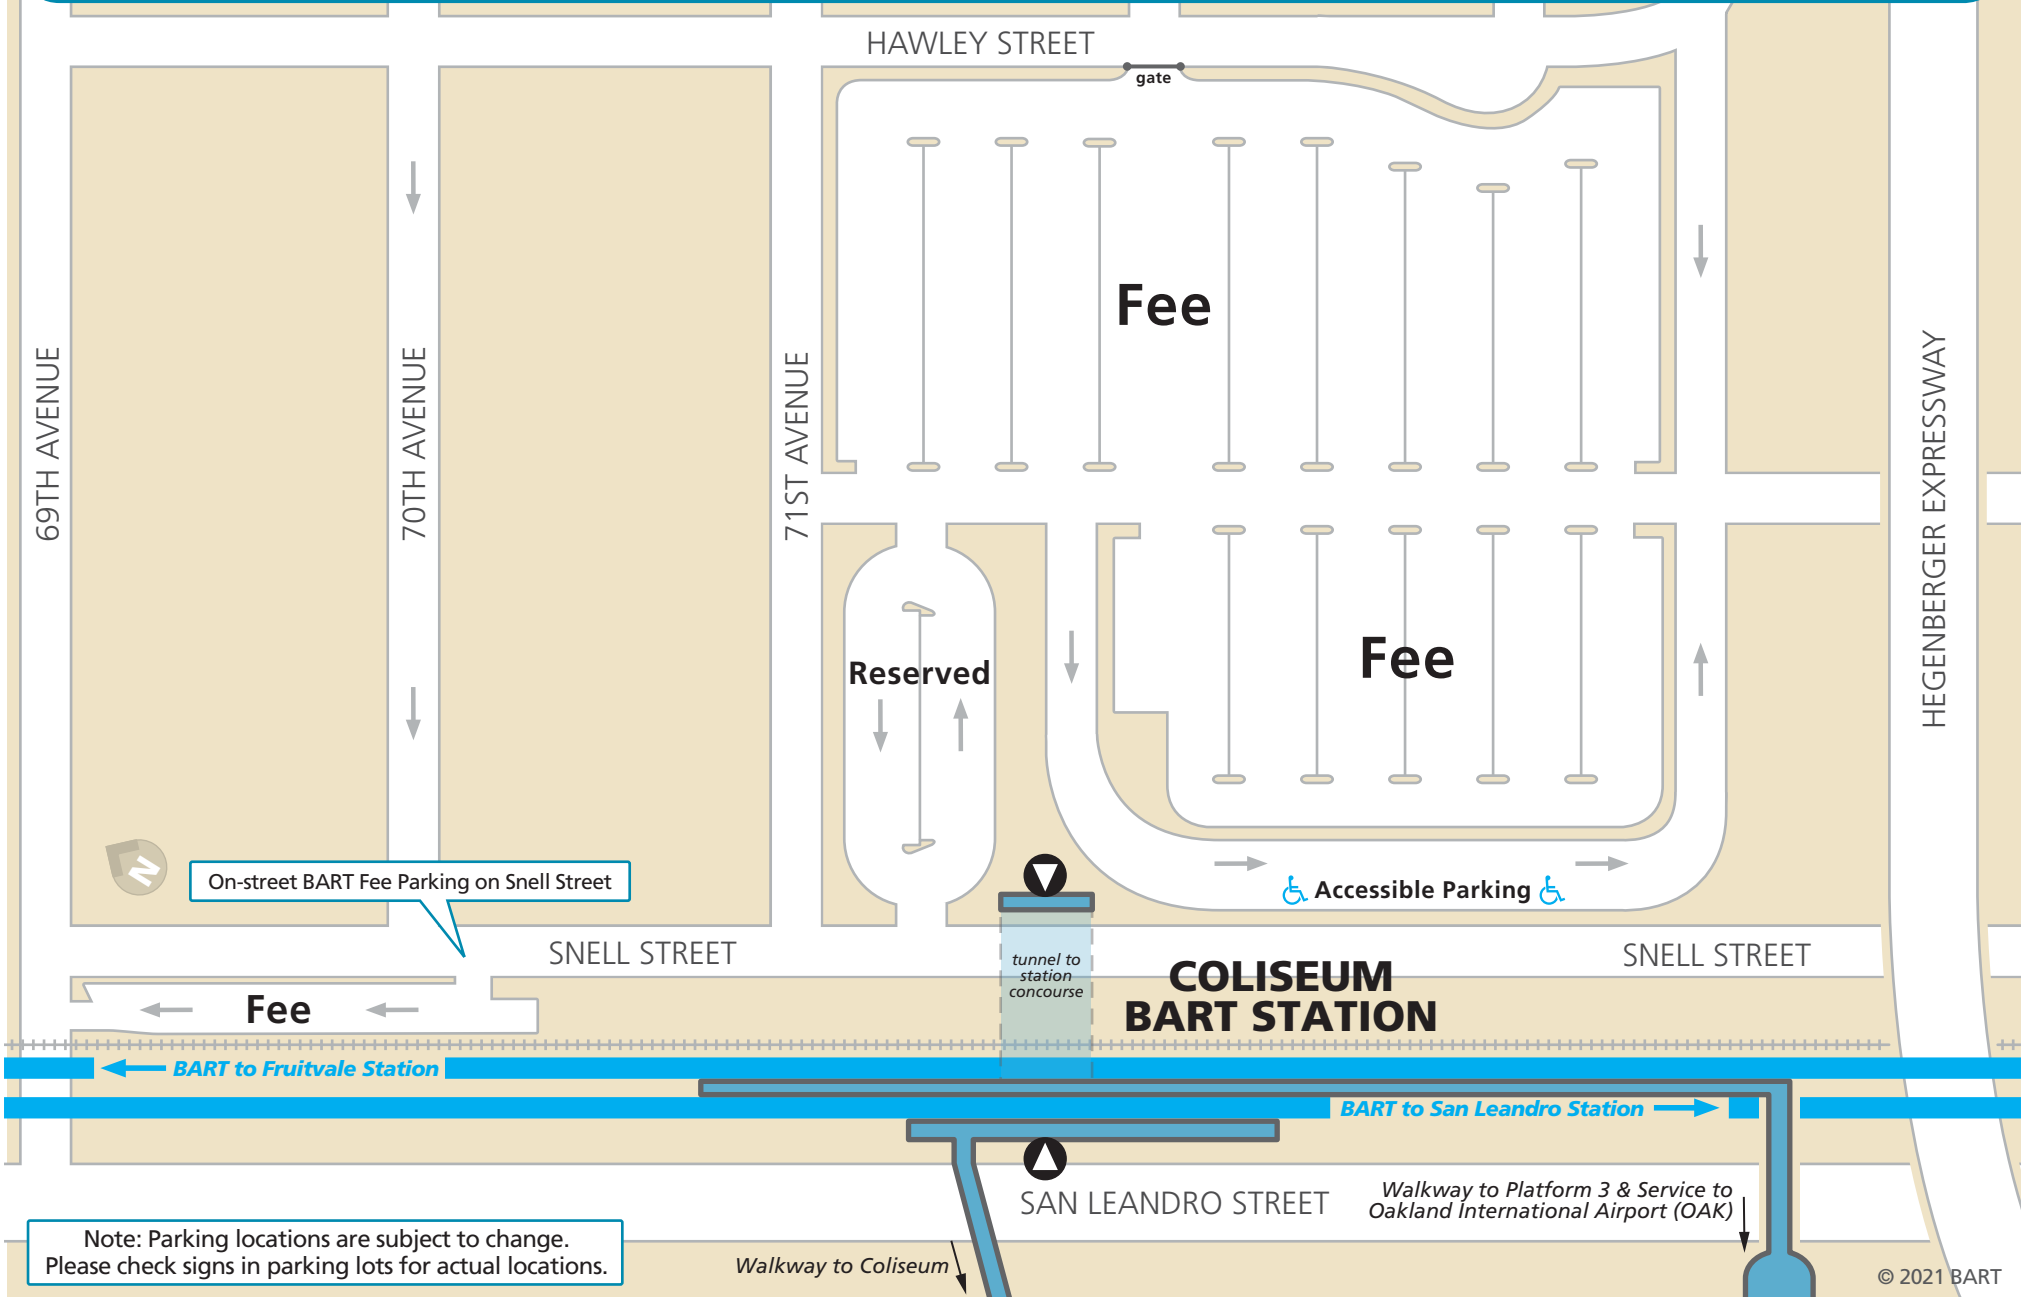 HAWLEY STREET
gate
Fee
69TH AVENUE
70TH AVENUE
71ST AVENUE
HEGENBERGER EXPRESSWAY
Reserved
Fee
N
On-street BART Fee Parking on Snell Street
Accessible Parking
SNELL STREET
SNELL STREET
tunnel to
station
concourse
COLISEUM
BART STATION
Fee
BART to Fruitvale Station
BART to San Leandro Station
SAN LEANDRO STREET
Walkway to Platform 3 & Service to
Oakland International Airport (OAK)
Note: Parking locations are subject to change.
Please check signs in parking lots for actual locations.
Walkway to Coliseum
© 2021 BART